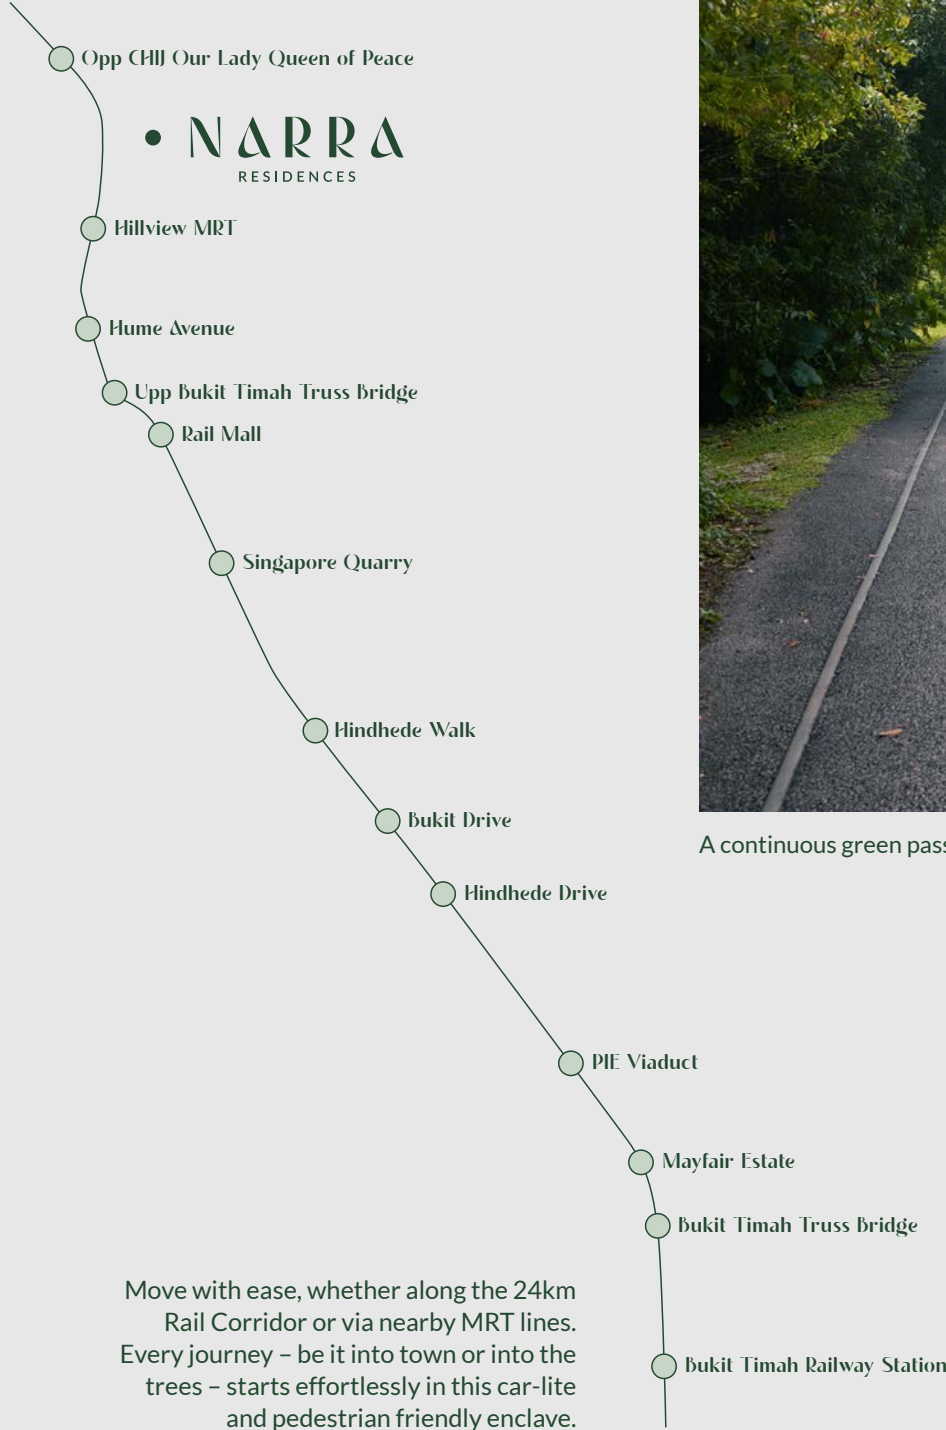 Opp CHIJ Our Lady Queen of Peace
NARRA
RESIDENCES
Hillview MRT
Hume Avenue
Upp Bukit Timah Truss Bridge
Rail Mall
Singapore Quarry
Hindhede Walk
Bukit Drive
A continuous green pass
Hindhede Drive
PIE Viaduct
Mayfair Estate
Bukit Timah Truss Bridge
Bukit Timah Railway Station
Move with ease, whether along the 24km
Rail Corridor or via nearby MRT lines.
Every journey – be it into town or into the
trees – starts effortlessly in this car-lite
and pedestrian friendly enclave.